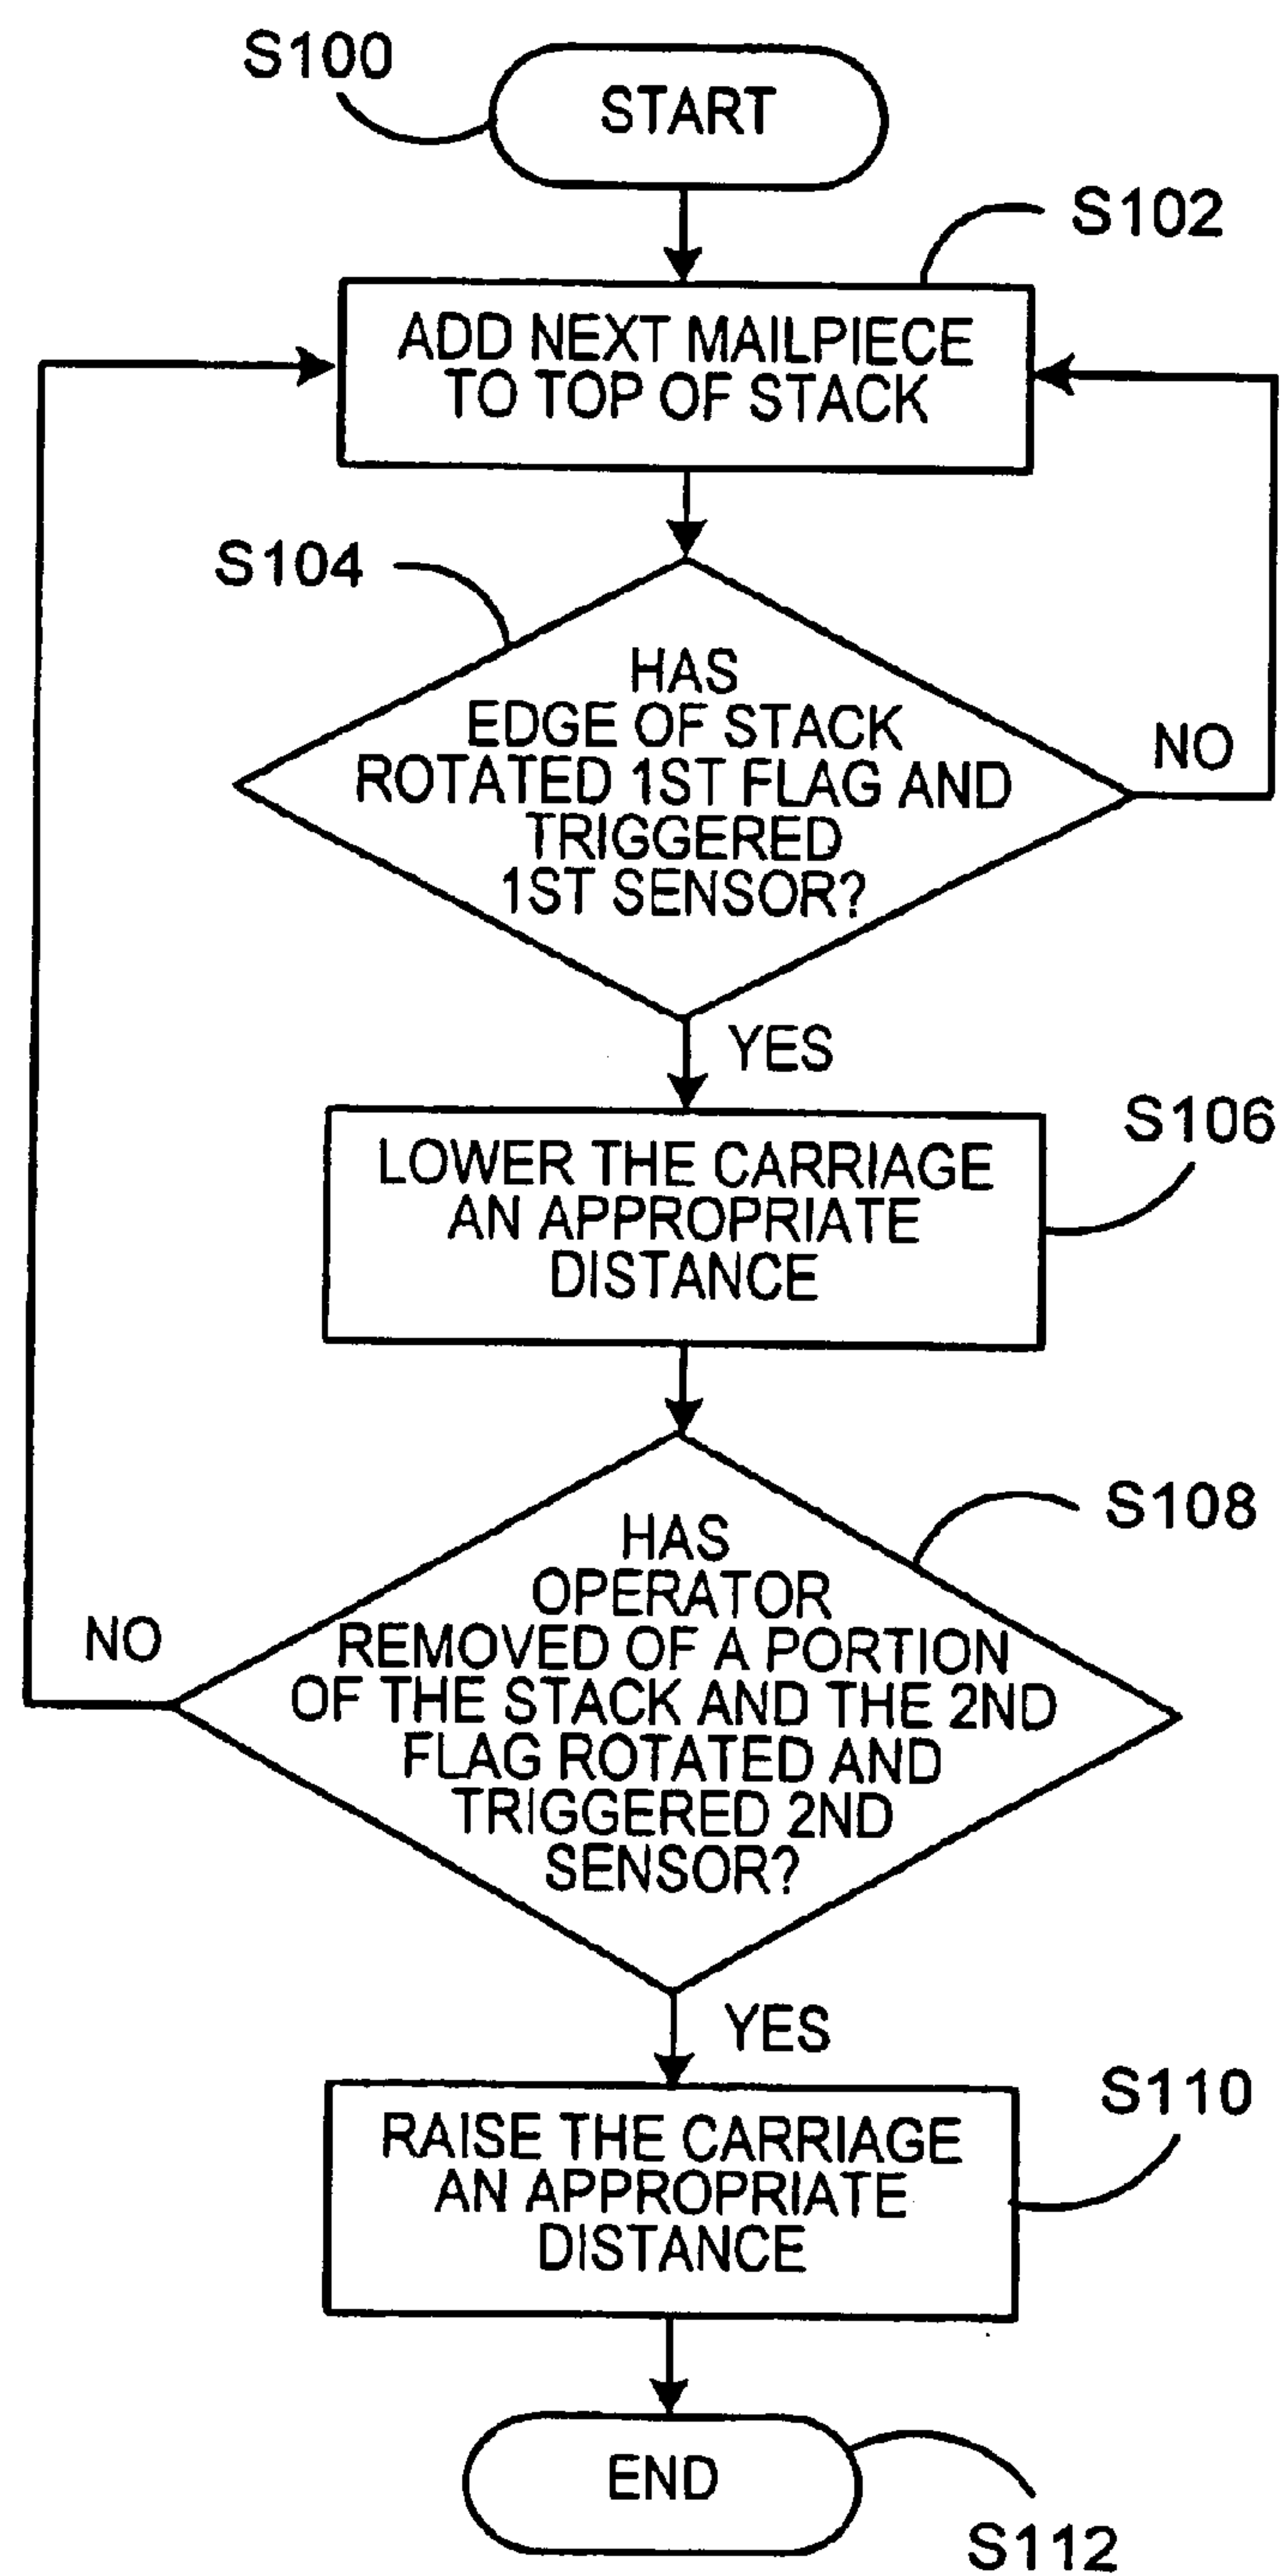 S100
START
S102
ADD NEXT MAILPIECE
TO TOP OF STACK
S104
HAS
EDGE OF STACK
ROTATED 1ST FLAG AND
TRIGGERED
1ST SENSOR?
NO
YES
S106
LOWER THE CARRIAGE
AN APPROPRIATE
DISTANCE
S108
HAS
OPERATOR
REMOVED OF A PORTION
OF THE STACK AND THE 2ND
FLAG ROTATED AND
TRIGGERED 2ND
SENSOR?
NO
YES
S110
RAISE THE CARRIAGE
AN APPROPRIATE
DISTANCE
END
S112